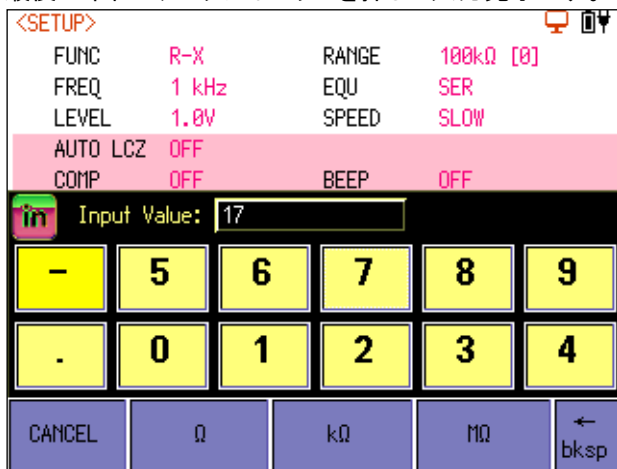 <SETUP>
FUNC R-X RANGE 100kΩ [0]
FREQ 1 kHz EQU SER
LEVEL 1.0V SPEED SLOW
AUTO LCZ OFF
COMP OFF BEEP OFF
in Input Value: 17
- 5 6 7 8 9
. 0 1 2 3 4
CANCEL Ω kΩ MΩ ← bksp